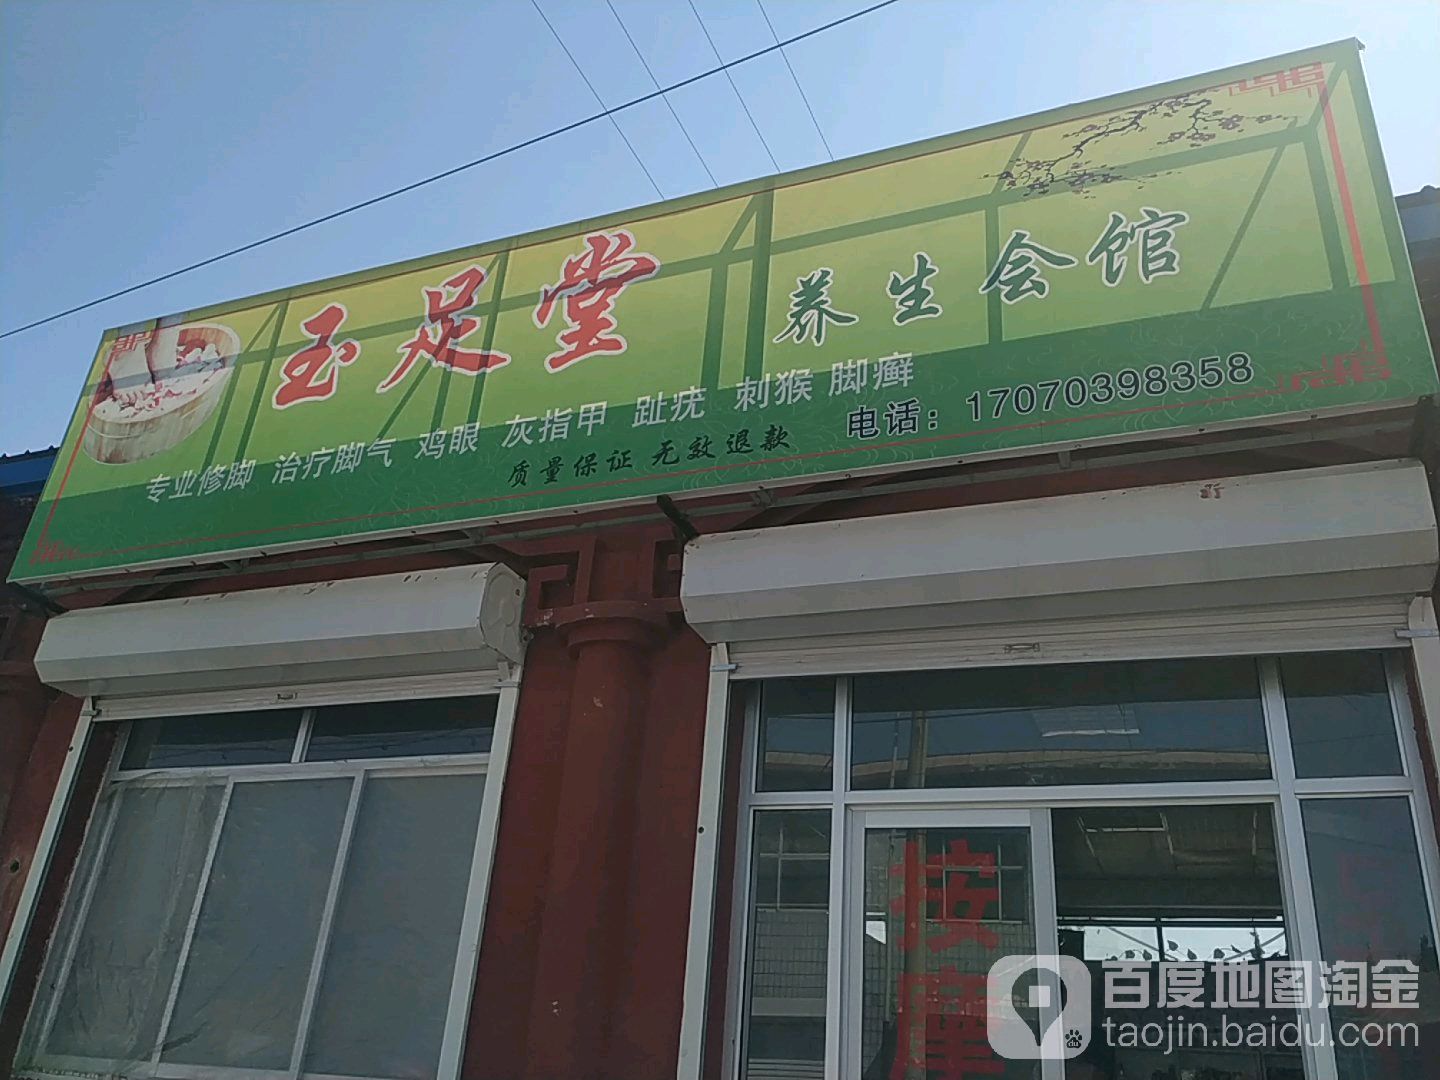 玉足堂 养生会馆
专业修脚 治疗脚气 鸡眼 灰指甲 趾疣 刺猴 脚癣
质量保证 无效退款
电话：17070398358
按摩
百度地图淘金
taojin.baidu.com